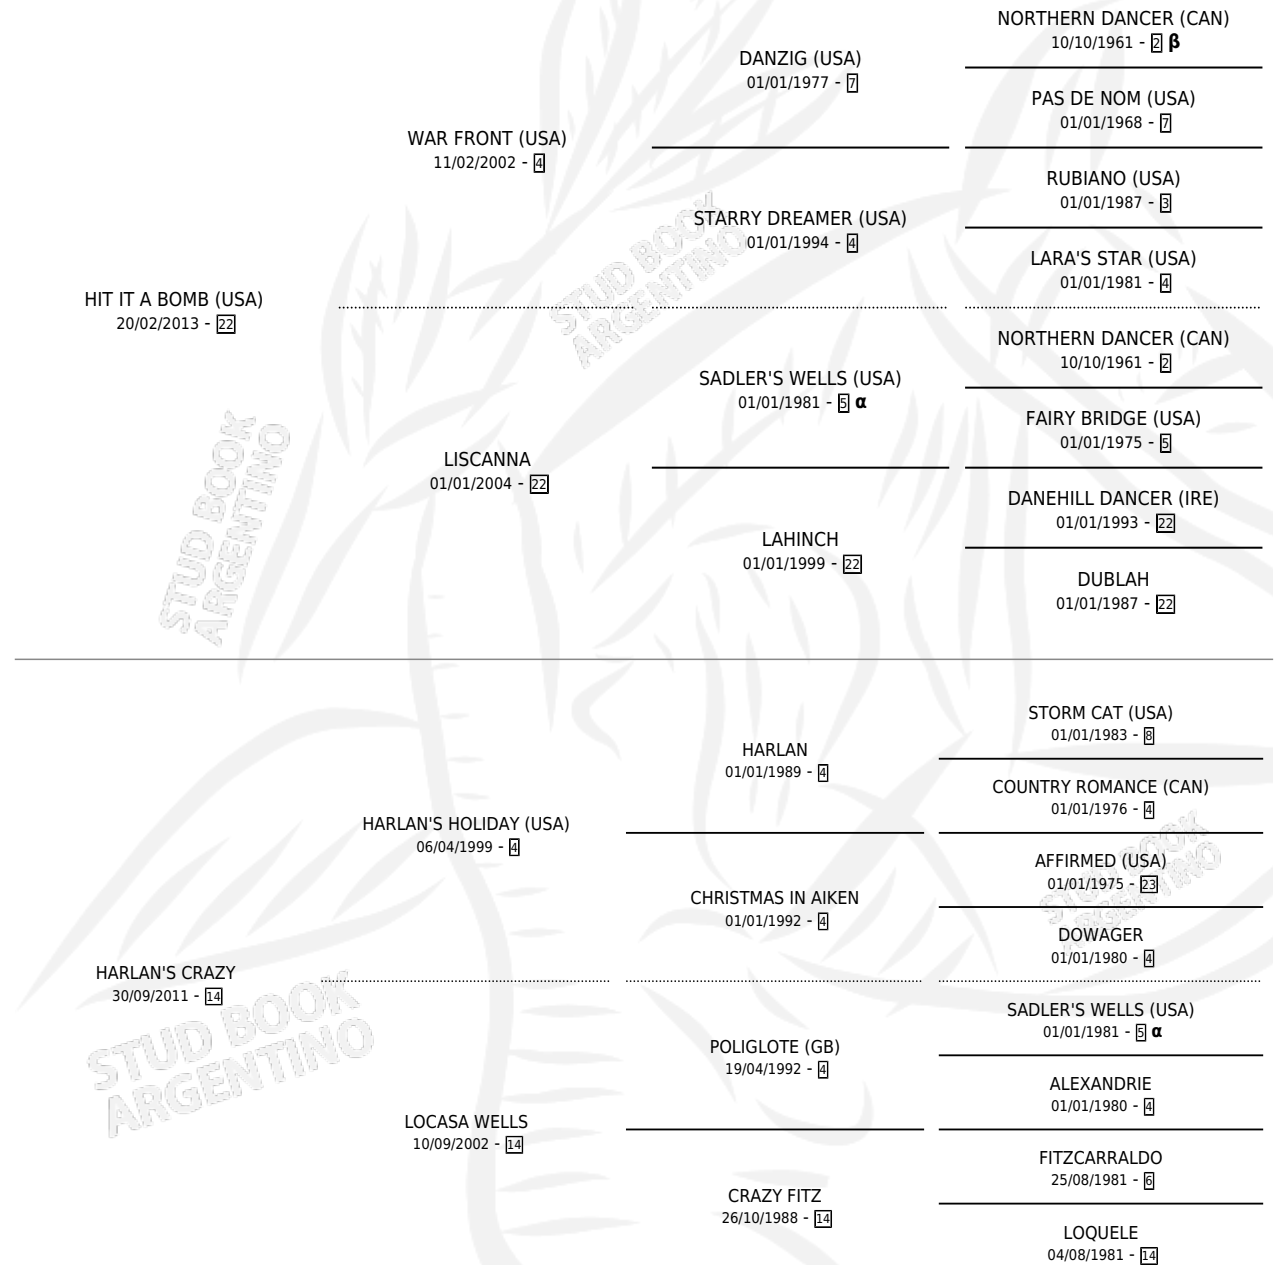 NORTHERN DANCER (CAN)
10/10/1961 - 2 β
DANZIG (USA)
01/01/1977 - 7
PAS DE NOM (USA)
01/01/1968 - 7
WAR FRONT (USA)
11/02/2002 - 4
RUBIANO (USA)
01/01/1987 - 3
STARRY DREAMER (USA)
01/01/1994 - 4
LARA'S STAR (USA)
01/01/1981 - 4
HIT IT A BOMB (USA)
20/02/2013 - 22
NORTHERN DANCER (CAN)
10/10/1961 - 2
SADLER'S WELLS (USA)
01/01/1981 - 5 α
FAIRY BRIDGE (USA)
01/01/1975 - 5
LISCANNA
01/01/2004 - 22
DANEHILL DANCER (IRE)
01/01/1993 - 22
LAHINCH
01/01/1999 - 22
DUBLAH
01/01/1987 - 22
STORM CAT (USA)
01/01/1983 - 8
HARLAN
01/01/1989 - 4
COUNTRY ROMANCE (CAN)
01/01/1976 - 4
HARLAN'S HOLIDAY (USA)
06/04/1999 - 4
AFFIRMED (USA)
01/01/1975 - 23
CHRISTMAS IN AIKEN
01/01/1992 - 4
DOWAGER
01/01/1980 - 4
HARLAN'S CRAZY
30/09/2011 - 14
SADLER'S WELLS (USA)
01/01/1981 - 5 α
POLIGLOTE (GB)
19/04/1992 - 4
ALEXANDRIE
01/01/1980 - 4
LOCASA WELLS
10/09/2002 - 14
FITZCARRALDO
25/08/1981 - 6
CRAZY FITZ
26/10/1988 - 14
LOQUELE
04/08/1981 - 14
STUD BOOK
ARGENTINO
STUD BOOK
ARGENTINO
STUD BOOK
ARGENTINO
STUD BOOK
ARGENTINO